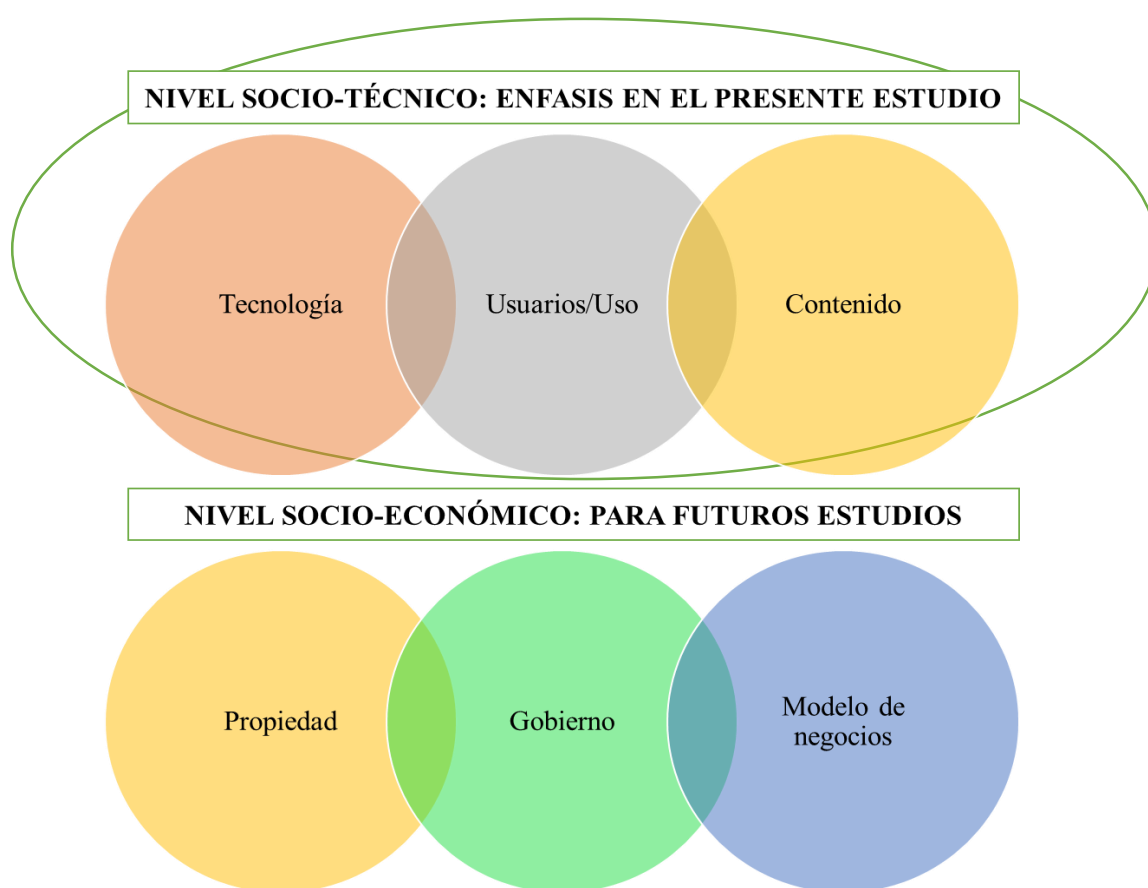 NIVEL SOCIO-TÉCNICO: ENFASIS EN EL PRESENTE ESTUDIO
Tecnología
Usuarios/Uso
Contenido
NIVEL SOCIO-ECONÓMICO: PARA FUTUROS ESTUDIOS
Propiedad
Gobierno
Modelo de
negocios